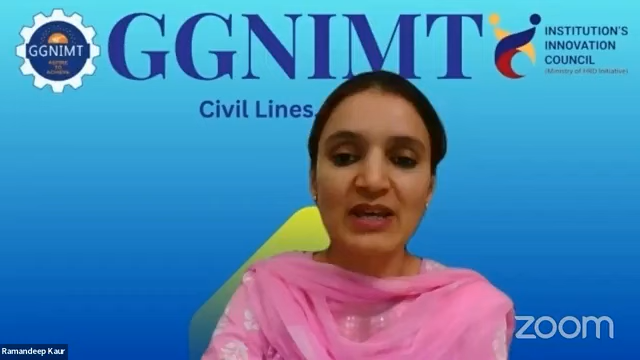 GGNIMT
ASPIRE
TO
ACHIEVE
GGNIMT
INSTITUTION'S
INNOVATION
COUNCIL
(Ministry of HRD Initiative)
Civil Lines,
Ramandeep Kaur
zoom